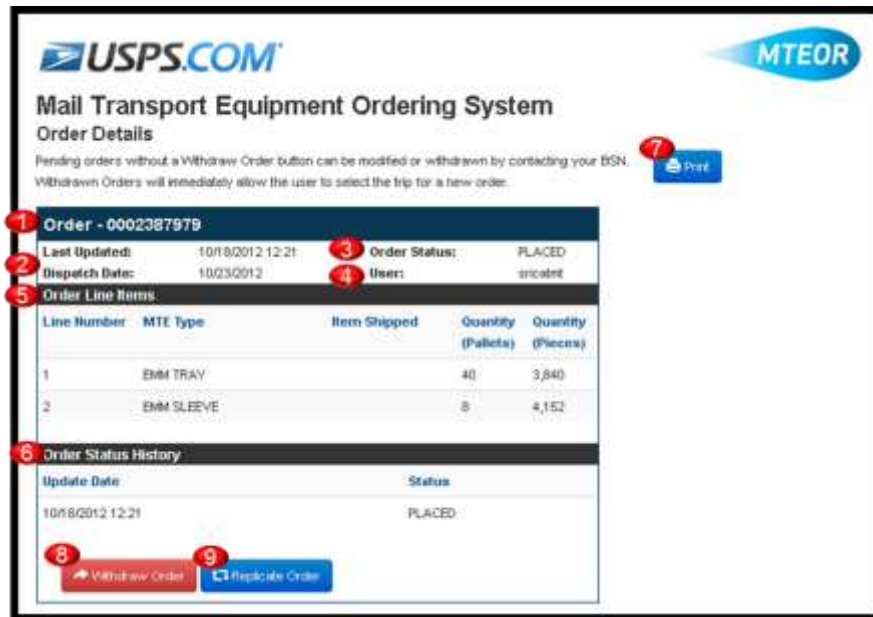 USPS.COM
MTEOR
Mail Transport Equipment Ordering System
Order Details
Pending orders without a Withdraw Order button can be modified or withdrawn by contacting your BSN.
7
Print
Withdrawn Orders will immediately allow the user to select the trip for a new order.
1 Order - 0002387979
Last Updated: 10/18/2012 12:21 3 Order Status: PLACED
2 Dispatch Date: 10/23/2012 4 User:
5 Order Line Items
Line Number MTE Type Item Shipped Quantity (Pallets) Quantity (Pieces)
1 EMM TRAY 40 3,840
2 EMM SLEEVE 8 4,152
6 Order Status History
Update Date Status
10/18/2012 12:21 PLACED
8 9
Withdraw Order Replicate Order